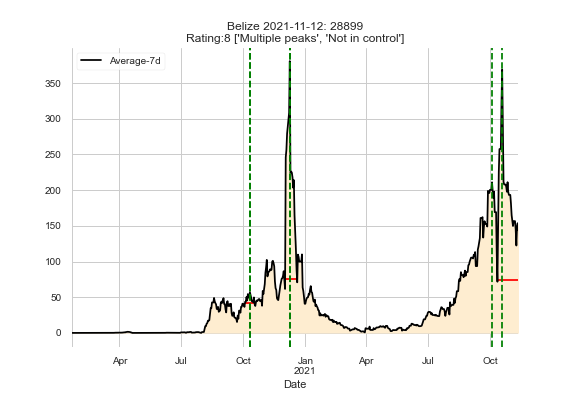 Belize 2021-11-12: 28899
Rating:8 ['Multiple peaks', 'Not in control']
Average-7d
350
300
250
200
150
100
50
0
Apr Jul Oct Jan Apr Jul Oct
2021
Date